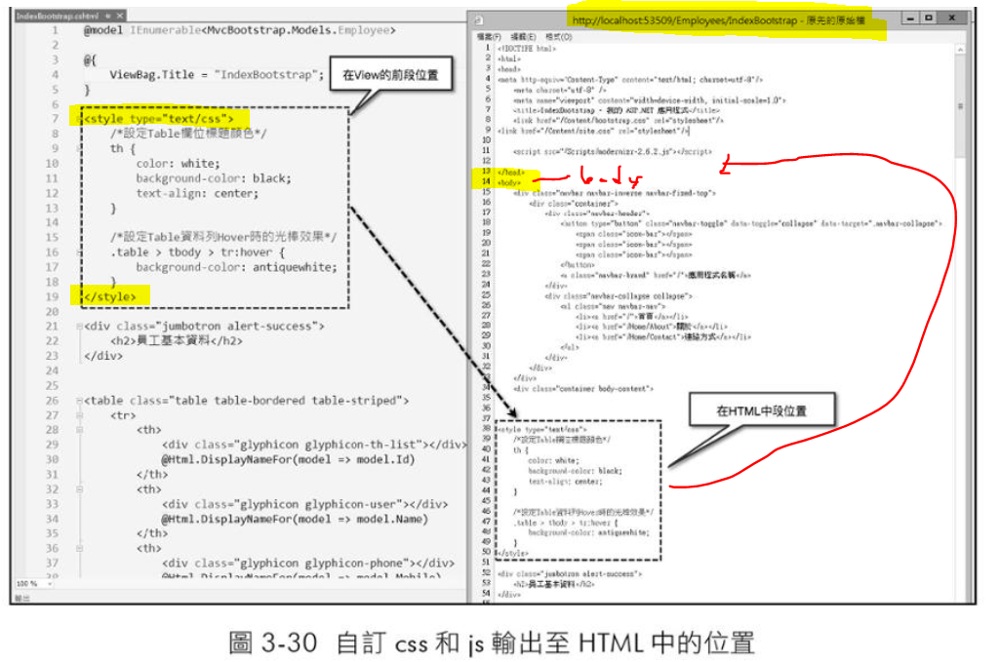 IndexBootstrap.cshtml
1 @model IEnumerable<MvcBootstrap.Models.Employee>
2
3 @{
4 ViewBag.Title = "IndexBootstrap";
5 }
6
7 <style type="text/css">
8 /*設定Table欄位標題顏色*/
9 th {
10 color: white;
11 background-color: black;
12 text-align: center;
13 }
14
15 /*設定Table資料列Hover時的光棒效果*/
16 .table > tbody > tr:hover {
17 background-color: antiquewhite;
18 }
19 </style>
20
21 <div class="jumbotron alert-success">
22 <h2>員工基本資料</h2>
23 </div>
24
25
26 <table class="table table-bordered table-striped">
27 <tr>
28 <th>
29 <div class="glyphicon glyphicon-th-list"></div>
30 @Html.DisplayNameFor(model => model.Id)
31 </th>
32 <th>
33 <div class="glyphicon glyphicon-user"></div>
34 @Html.DisplayNameFor(model => model.Name)
35 </th>
36 <th>
37 <div class="glyphicon glyphicon-phone"></div>
38 @Html.DisplayNameFor(model => model.Mobile)
100 %
輸出
在View的前段位置
http://localhost:53509/Employees/IndexBootstrap - 原先的原始檔
檔案(F) 編輯(E) 格式(O)
1 <!DOCTYPE html>
2 <html>
3 <head>
4 <meta http-equiv="Content-Type" content="text/html; charset=utf-8"/>
5 <meta charset="utf-8" />
6 <meta name="viewport" content="width=device-width, initial-scale=1.0">
7 <title>IndexBootstrap - 我的 ASP.NET 應用程式</title>
8 <link href="/Content/bootstrap.css" rel="stylesheet"/>
9 <link href="/Content/site.css" rel="stylesheet"/>
10
11 <script src="/Scripts/modernizr-2.6.2.js"></script>
12
13 </head>
14 <body>
body
15 <div class="navbar navbar-inverse navbar-fixed-top">
16 <div class="container">
17 <div class="navbar-header">
18 <button type="button" class="navbar-toggle" data-toggle="collapse" data-target=".navbar-collapse">
19 <span class="icon-bar"></span>
20 <span class="icon-bar"></span>
21 <span class="icon-bar"></span>
22 </button>
23 <a class="navbar-brand" href="/">應用程式名稱</a>
24 </div>
25 <div class="navbar-collapse collapse">
26 <ul class="nav navbar-nav">
27 <li><a href="/">首頁</a></li>
28 <li><a href="/Home/About">關於</a></li>
29 <li><a href="/Home/Contact">連絡方式</a></li>
30 </ul>
31 </div>
32 </div>
33 </div>
34 <div class="container body-content">
35
36
37
在HTML中段位置
38 <style type="text/css">
39 /*設定Table欄位標題顏色*/
40 th {
41 color: white;
42 background-color: black;
43 text-align: center;
44 }
45
46 /*設定Table資料列Hover時的光棒效果*/
47 .table > tbody > tr:hover {
48 background-color: antiquewhite;
49 }
50 </style>
51
52 <div class="jumbotron alert-success">
53 <h2>員工基本資料</h2>
54 </div>
圖 3-30 自訂 css 和 js 輸出至 HTML 中的位置